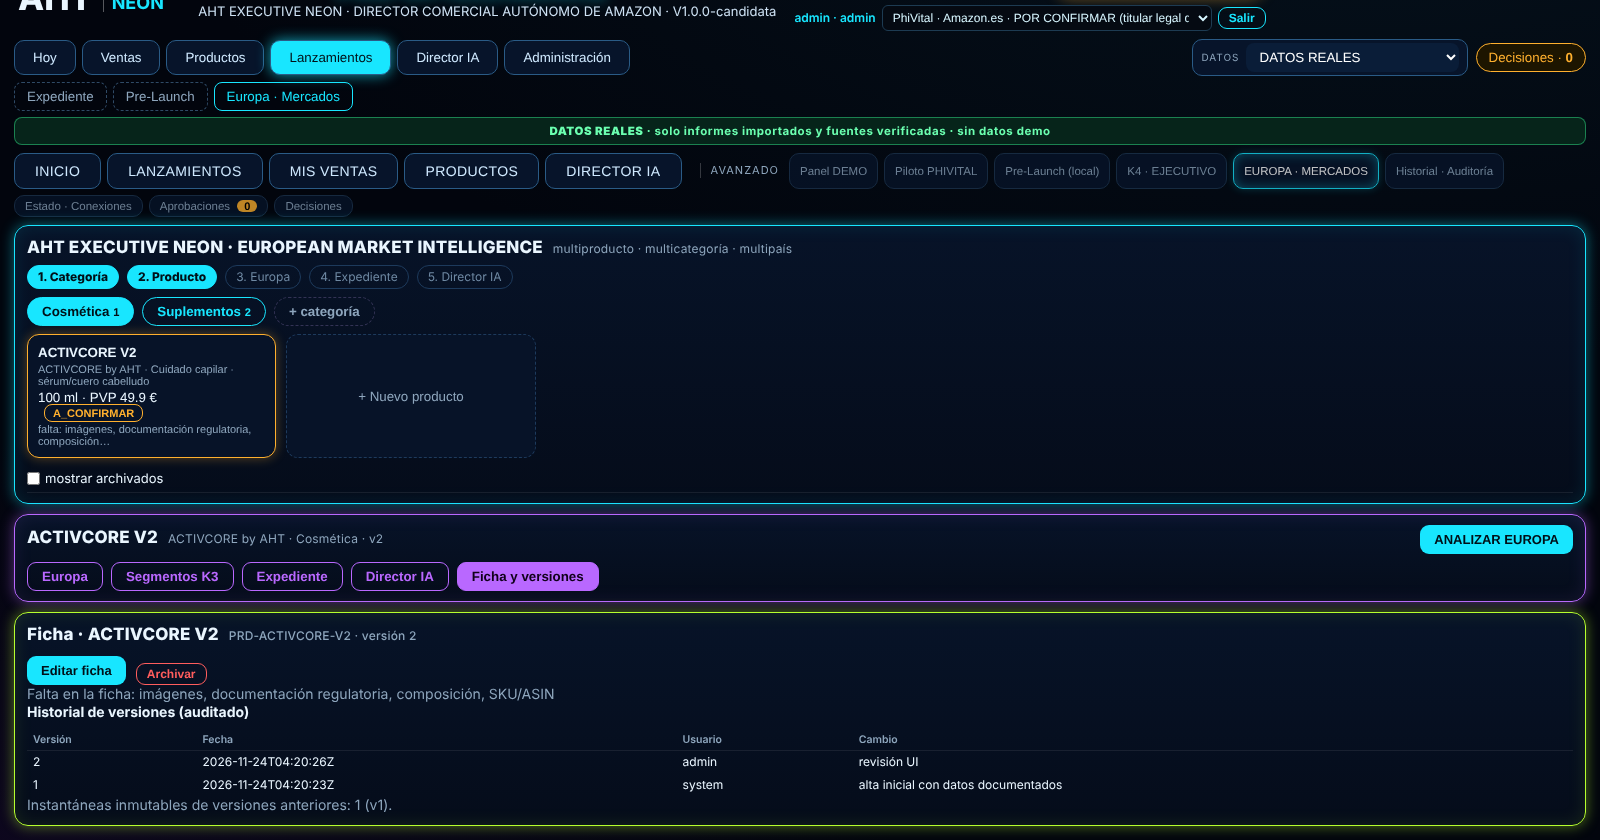 AHT
NEON
AHT EXECUTIVE NEON · DIRECTOR COMERCIAL AUTÓNOMO DE AMAZON · V1.0.0-candidata
admin · admin
PhiVital · Amazon.es · POR CONFIRMAR (titular legal c
Salir
Hoy
Ventas
Productos
Lanzamientos
Director IA
Administración
DATOS
DATOS REALES
Decisiones · 0
Expediente
Pre-Launch
Europa · Mercados
DATOS REALES · solo informes importados y fuentes verificadas · sin datos demo
INICIO
LANZAMIENTOS
MIS VENTAS
PRODUCTOS
DIRECTOR IA
AVANZADO
Panel DEMO
Piloto PHIVITAL
Pre-Launch (local)
K4 · EJECUTIVO
EUROPA · MERCADOS
Historial · Auditoría
Estado · Conexiones
Aprobaciones 0
Decisiones
AHT EXECUTIVE NEON · EUROPEAN MARKET INTELLIGENCE multiproducto · multicategoría · multipaís
1. Categoría
2. Producto
3. Europa
4. Expediente
5. Director IA
Cosmética 1
Suplementos 2
+ categoría
ACTIVCORE V2
ACTIVCORE by AHT · Cuidado capilar ·
sérum/cuero cabelludo
100 ml · PVP 49.9 €
A_CONFIRMAR
falta: imágenes, documentación regulatoria,
composición…
+ Nuevo producto
mostrar archivados
ACTIVCORE V2 ACTIVCORE by AHT · Cosmética · v2
ANALIZAR EUROPA
Europa
Segmentos K3
Expediente
Director IA
Ficha y versiones
Ficha · ACTIVCORE V2 PRD-ACTIVCORE-V2 · versión 2
Editar ficha
Archivar
Falta en la ficha: imágenes, documentación regulatoria, composición, SKU/ASIN
Historial de versiones (auditado)
Versión Fecha Usuario Cambio
2 2026-11-24T04:20:26Z admin revisión UI
1 2026-11-24T04:20:23Z system alta inicial con datos documentados
Instantáneas inmutables de versiones anteriores: 1 (v1).